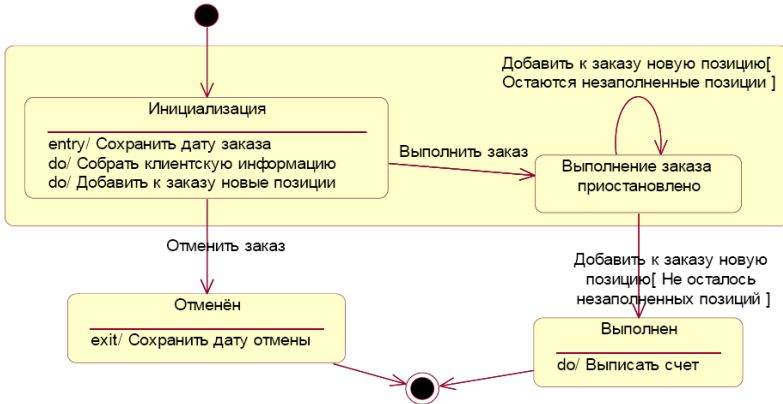 Добавить к заказу новую позицию[
Остаются незаполненные позиции ]
Инициализация
entry/ Сохранить дату заказа
do/ Собрать клиентскую информацию
do/ Добавить к заказу новые позиции
Выполнить заказ
Выполнение заказа
приостановлено
Отменить заказ
Добавить к заказу новую
позицию[ Не осталось
незаполненных позиций ]
Отменён
exit/ Сохранить дату отмены
Выполнен
do/ Выписать счет